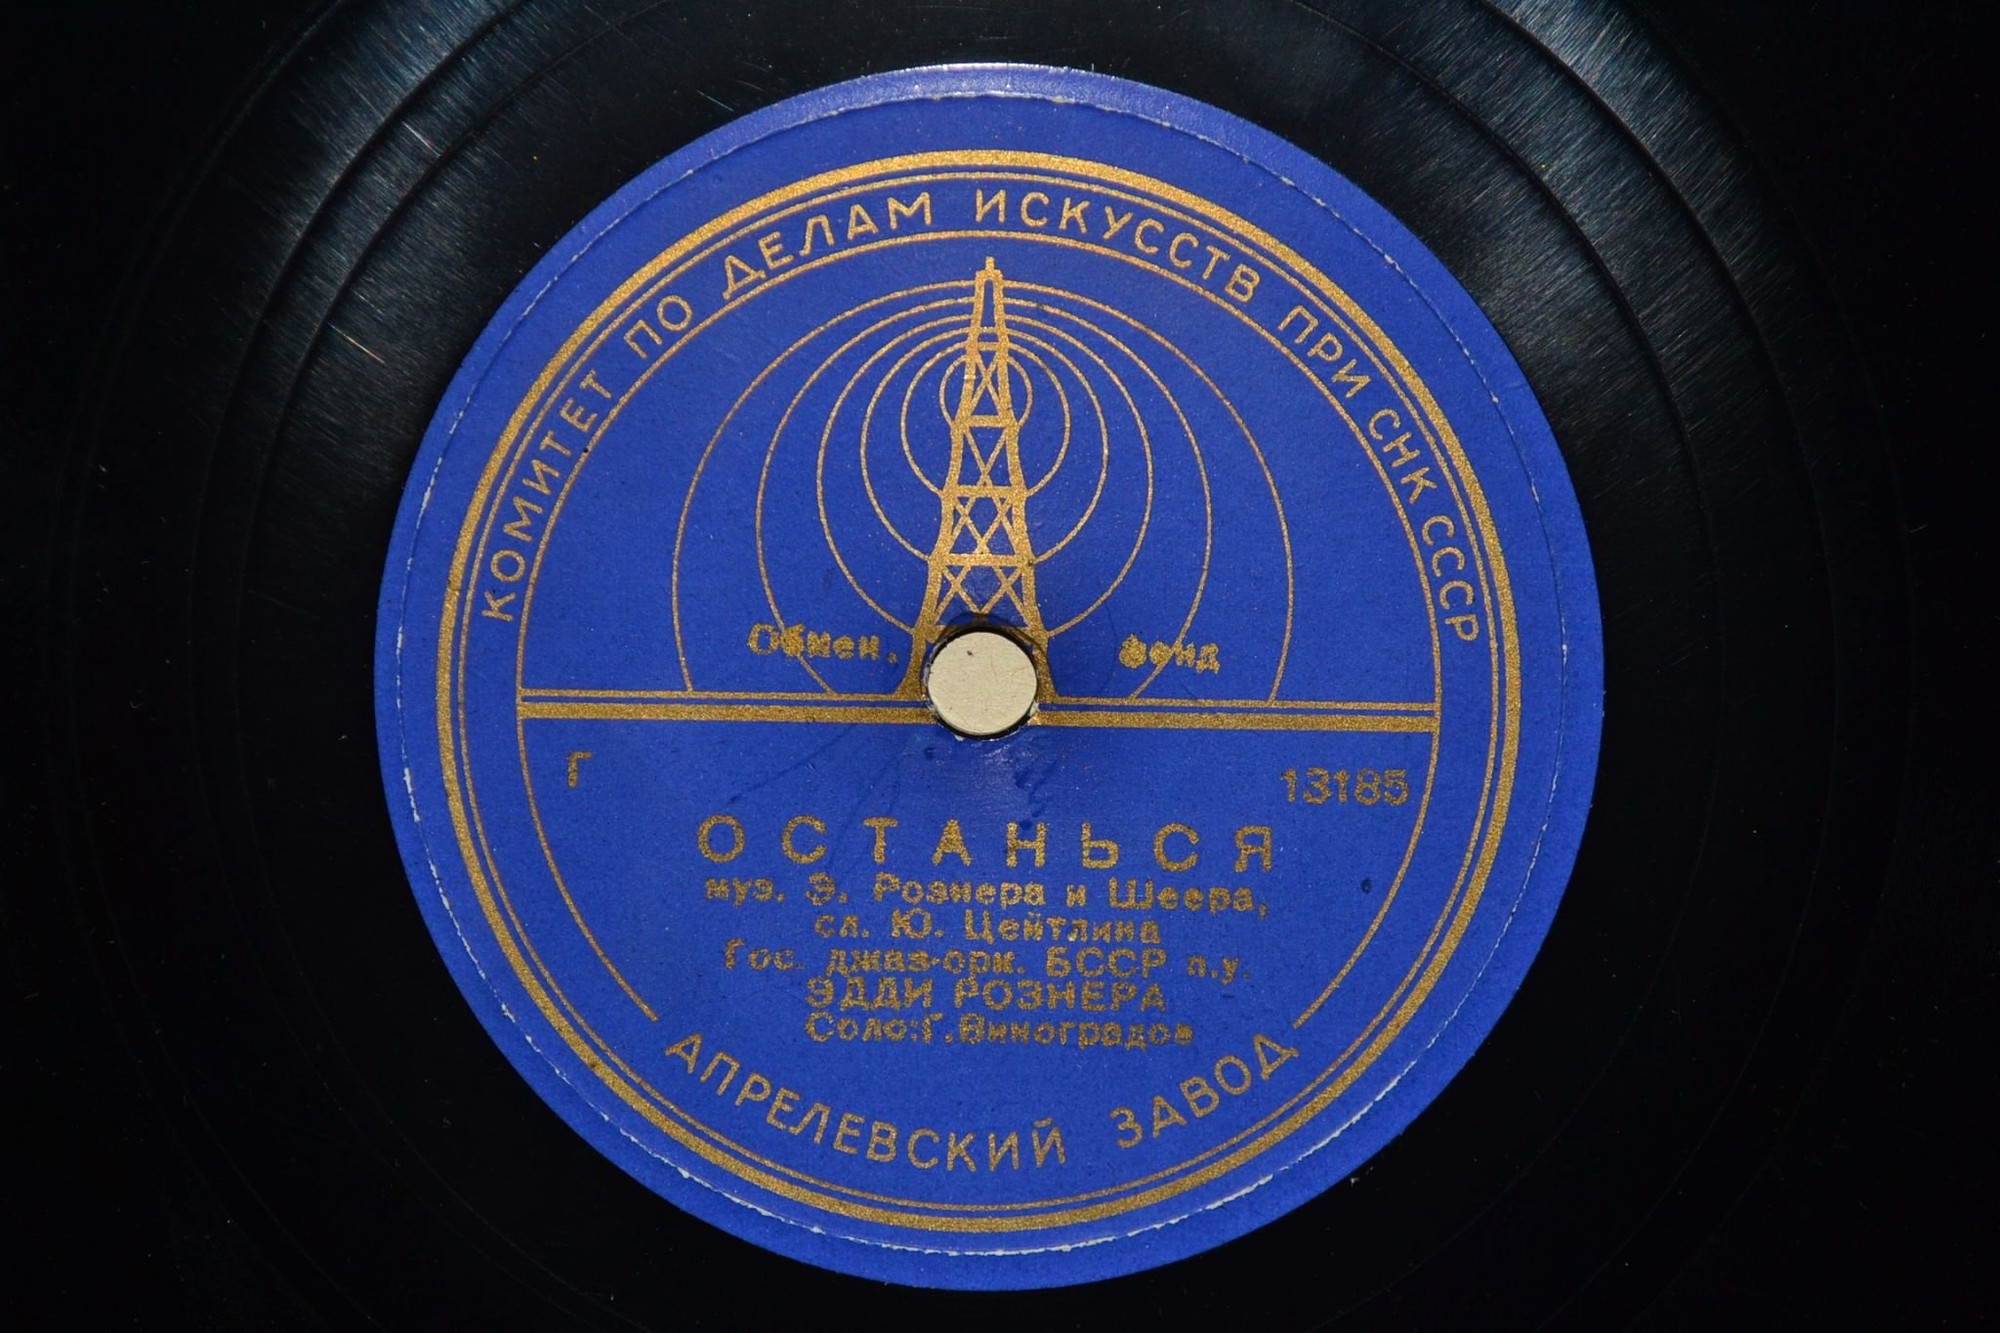 КОМИТЕТ ПО ДЕЛАМ ИСКУССТВ ПРИ СНК СССР
Обмен. Фонд
Г 13185
ОСТАНЬСЯ
муз. Э. Рознера и Шеера,
сл. Ю. Цейтлина
Гос. джаз-орк. БССР п.у.
ЭДДИ РОЗНЕРА
Соло: Г. Виноградов
АПРЕЛЕВСКИЙ ЗАВОД